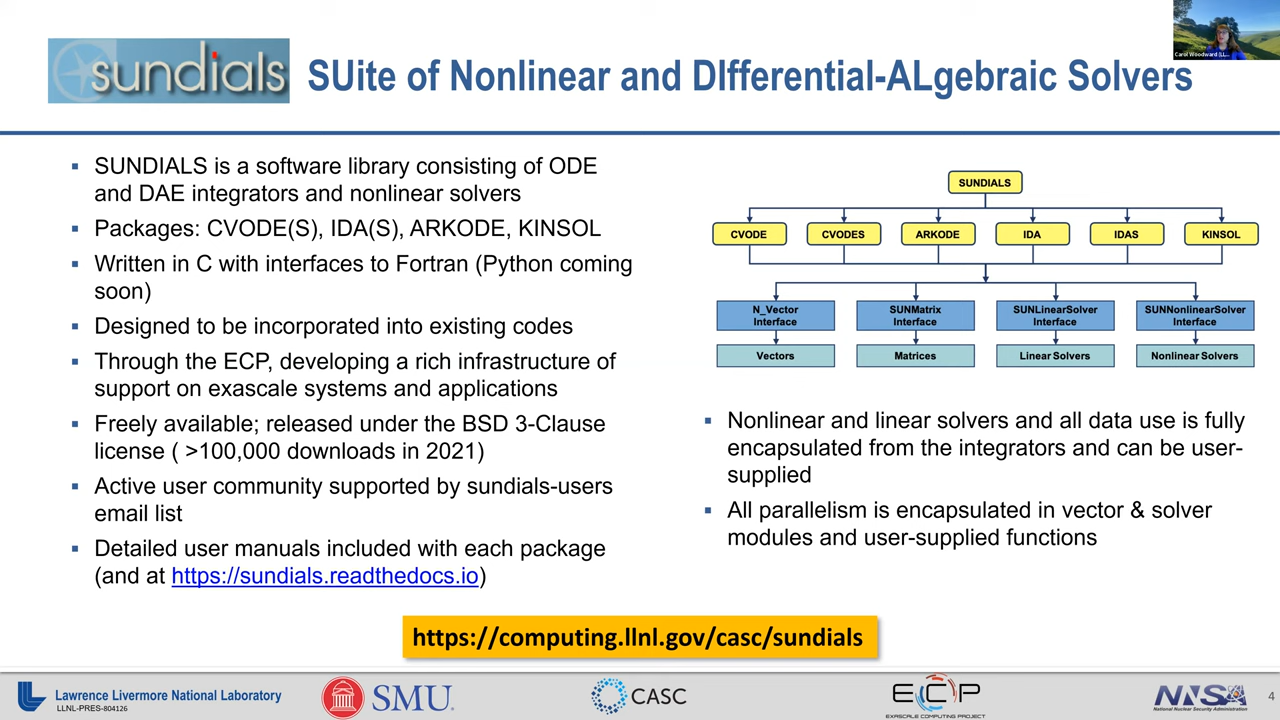 Carol Woodward (LL...
sundials
SUite of Nonlinear and DIfferential-ALgebraic Solvers
▪ SUNDIALS is a software library consisting of ODE
and DAE integrators and nonlinear solvers
▪ Packages: CVODE(S), IDA(S), ARKODE, KINSOL
▪ Written in C with interfaces to Fortran (Python coming
soon)
▪ Designed to be incorporated into existing codes
▪ Through the ECP, developing a rich infrastructure of
support on exascale systems and applications
▪ Freely available; released under the BSD 3-Clause
license ( >100,000 downloads in 2021)
▪ Active user community supported by sundials-users
email list
▪ Detailed user manuals included with each package
(and at https://sundials.readthedocs.io)
SUNDIALS
CVODE CVODES ARKODE IDA IDAS KINSOL
N_Vector SUNMatrix SUNLinearSolver SUNNonlinearSolver
Interface Interface Interface Interface
Vectors Matrices Linear Solvers Nonlinear Solvers
▪ Nonlinear and linear solvers and all data use is fully
encapsulated from the integrators and can be user-
supplied
▪ All parallelism is encapsulated in vector & solver
modules and user-supplied functions
https://computing.llnl.gov/casc/sundials
Lawrence Livermore National Laboratory
LLNL-PRES-804126
SMU.
CASC
ECP
EXASCALE COMPUTING PROJECT
NNSA
National Nuclear Security Administration
4